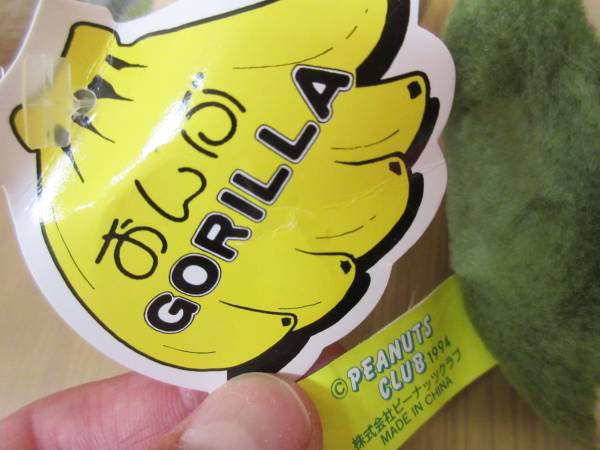 おんぶ
GORILLA
© PEANUTS
CLUB 1994
株式会社ピーナッツクラブ
MADE IN CHINA